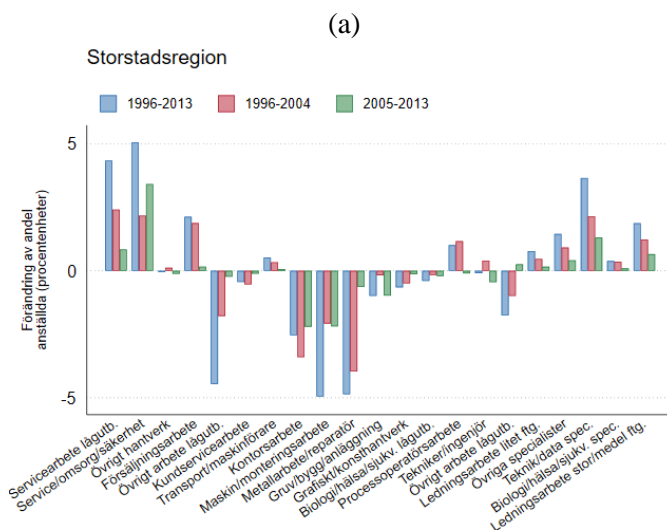 (a)
Storstadsregion
1996-2013 1996-2004 2005-2013
Förändring av andel
anställda (procentenheter)
5
0
-5
Servicearbete lågutb.
Service/omsorg/säkerhet
Övrigt hantverk
Försäljningsarbete
Övrigt arbete lågutb.
Kundservicearbete
Transport/maskinförare
Kontorsarbete
Maskin/monteringsarbete
Metallarbete/reparatör
Gruv/bygg/anläggning
Grafiskt/konsthantverk
Biologi/hälsa/sjukv. lågutb.
Processoperatörsarbete
Tekniker/ingenjör
Övrigt arbete lågutb.
Ledningsarbete litet ftg.
Övriga specialister
Teknik/data spec.
Biologi/hälsa/sjukv. spec.
Ledningsarbete stor/medel ftg.